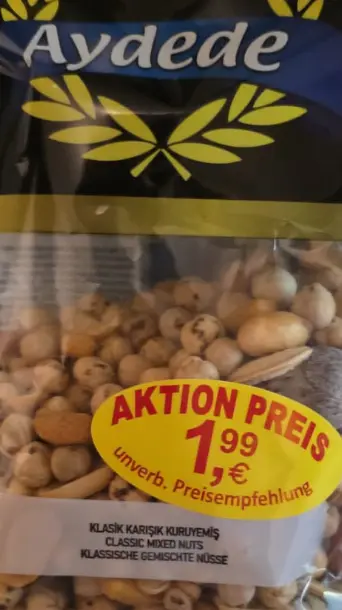 Aydede
AKTION PREIS
1,99
€
unverb. Preisempfehlung
KLASİK KARIŞIK KURUYEMİŞ
CLASSIC MIXED NUTS
KLASSISCHE GEMISCHTE NÜSSE